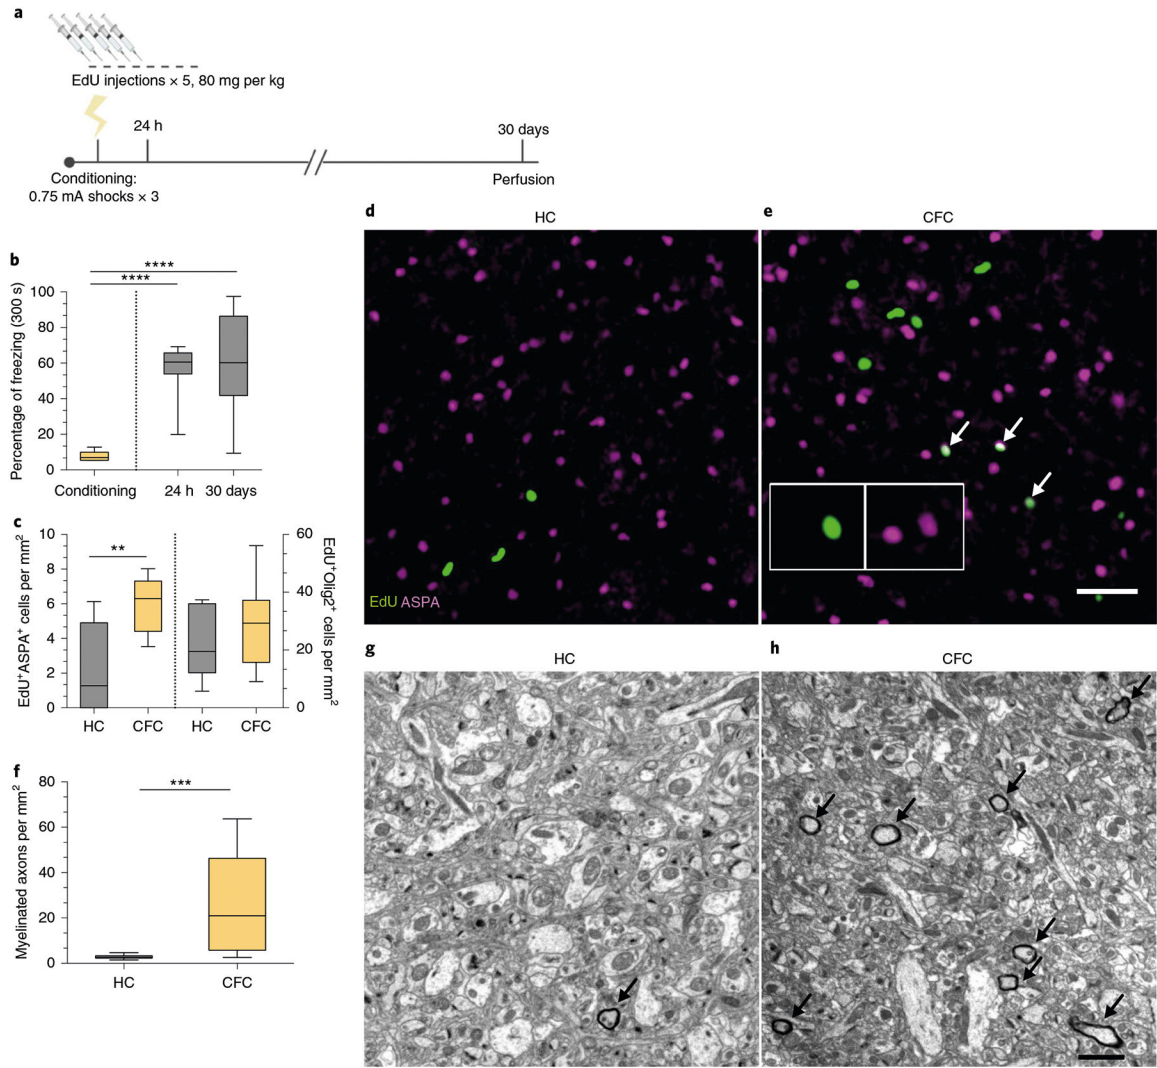 a
EdU injections × 5, 80 mg per kg
24 h
30 days
Conditioning:
0.75 mA shocks × 3
Perfusion
b
****
****
Percentage of freezing (300 s)
100
80
60
40
20
0
Conditioning
24 h
30 days
c
**
EdU+ASPA+ cells per mm²
10
8
6
4
2
0
60
40
20
0
EdU+Olig2+ cells per mm²
HC
CFC
HC
CFC
d
HC
EdU ASPA
e
CFC
f
***
Myelinated axons per mm²
80
60
40
20
0
HC
CFC
g
HC
h
CFC